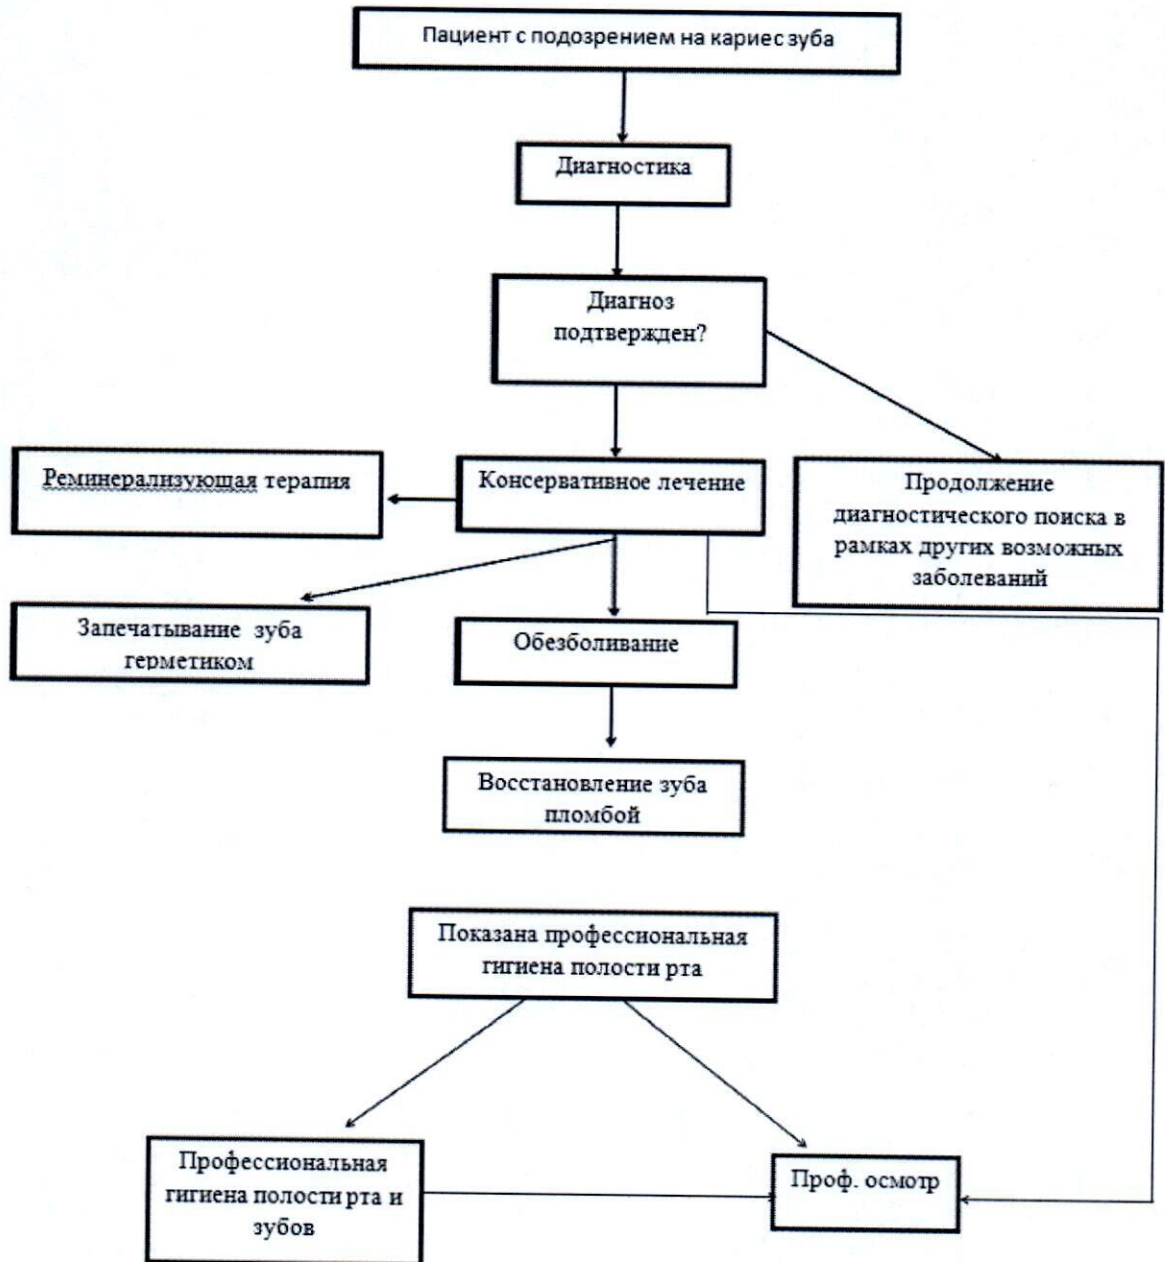 Пациент с подозрением на кариес зуба
Диагностика
Диагноз
подтвержден?
Реминерализующая терапия
Консервативное лечение
Продолжение
диагностического поиска в
рамках других возможных
заболеваний
Запечатывание зуба
герметиком
Обезболивание
Восстановление зуба
пломбой
Показана профессиональная
гигиена полости рта
Профессиональная
гигиена полости рта и
зубов
Проф. осмотр